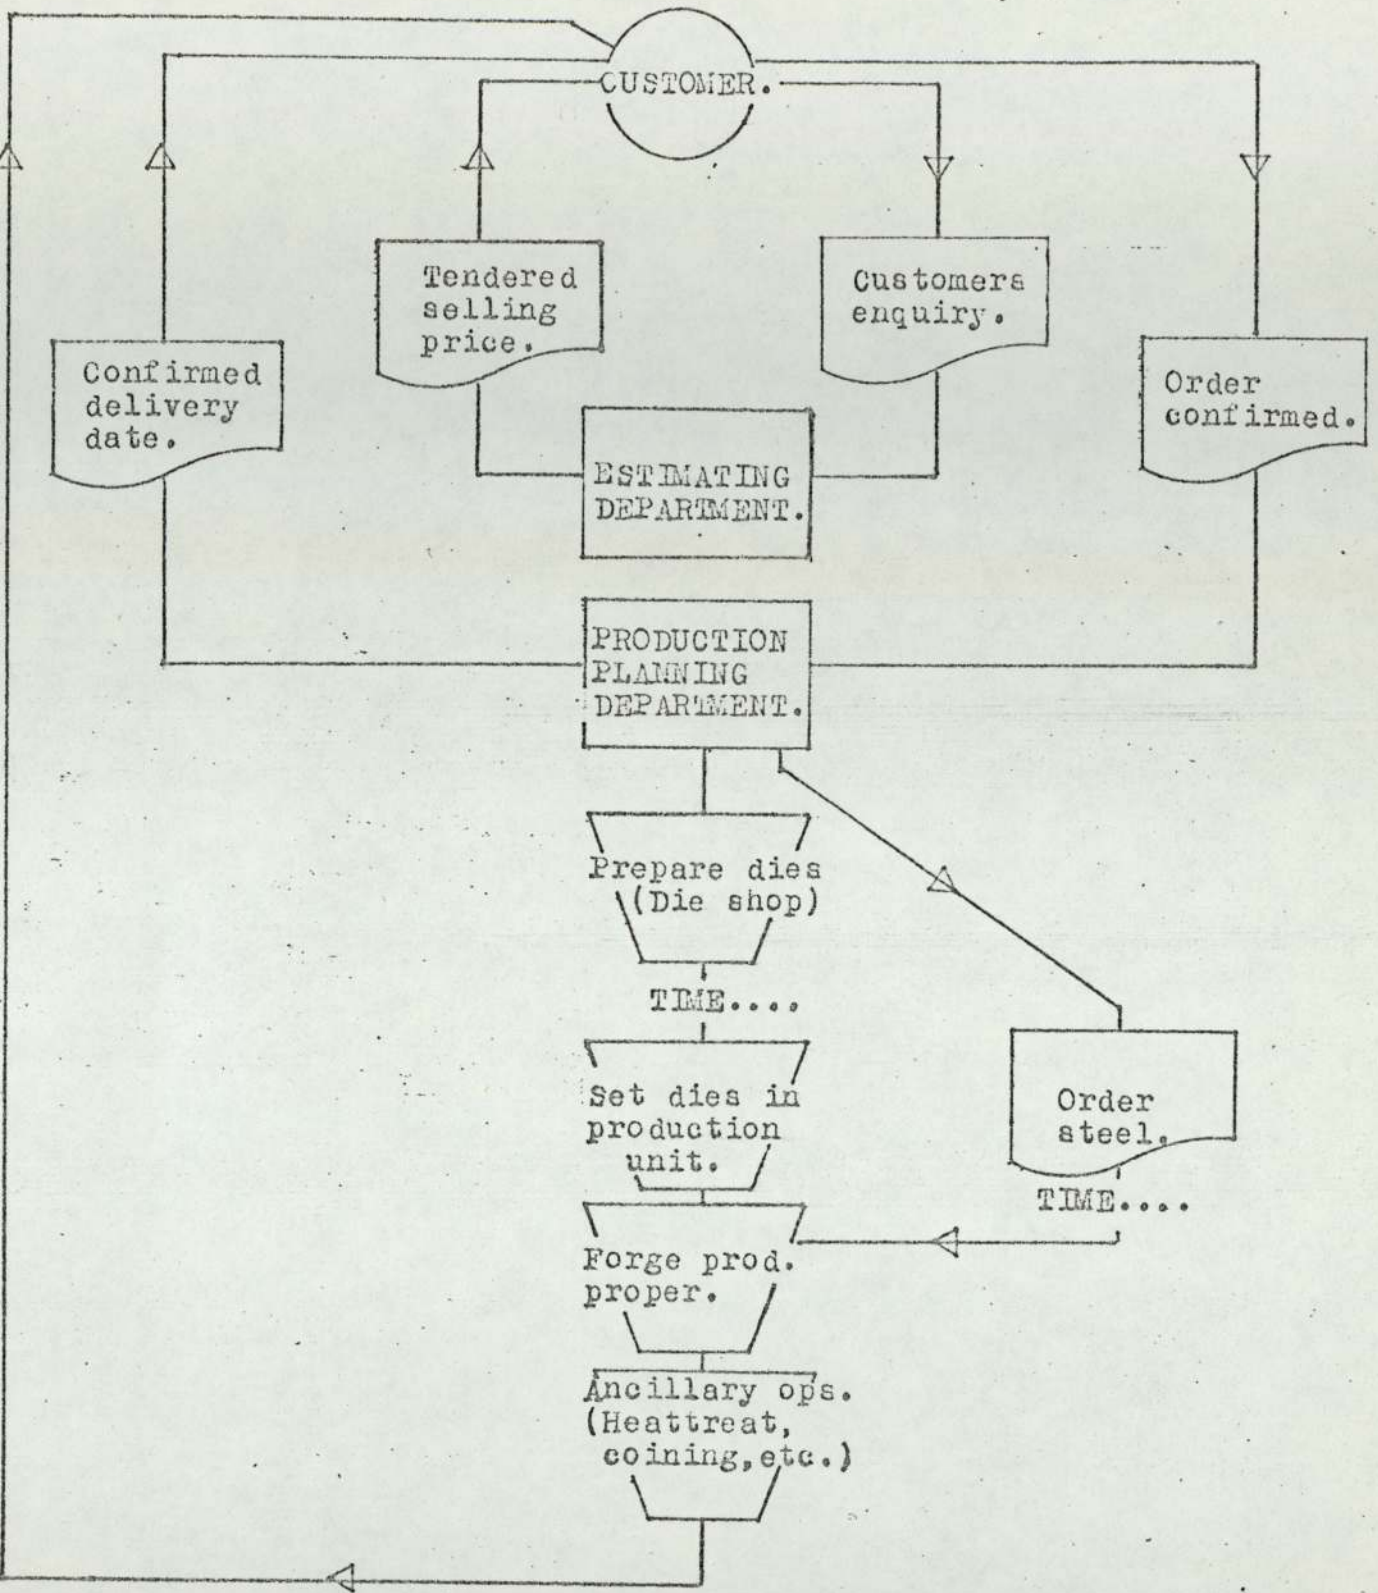 CUSTOMER.
Tendered
selling
price.
Customers
enquiry.
Confirmed
delivery
date.
Order
confirmed.
ESTIMATING
DEPARTMENT.
PRODUCTION
PLANNING
DEPARTMENT.
Prepare dies
(Die shop)
TIME....
Set dies in
production
unit.
Order
steel.
TIME....
Forge prod.
proper.
Ancillary ops.
(Heattreat,
coining,etc.)